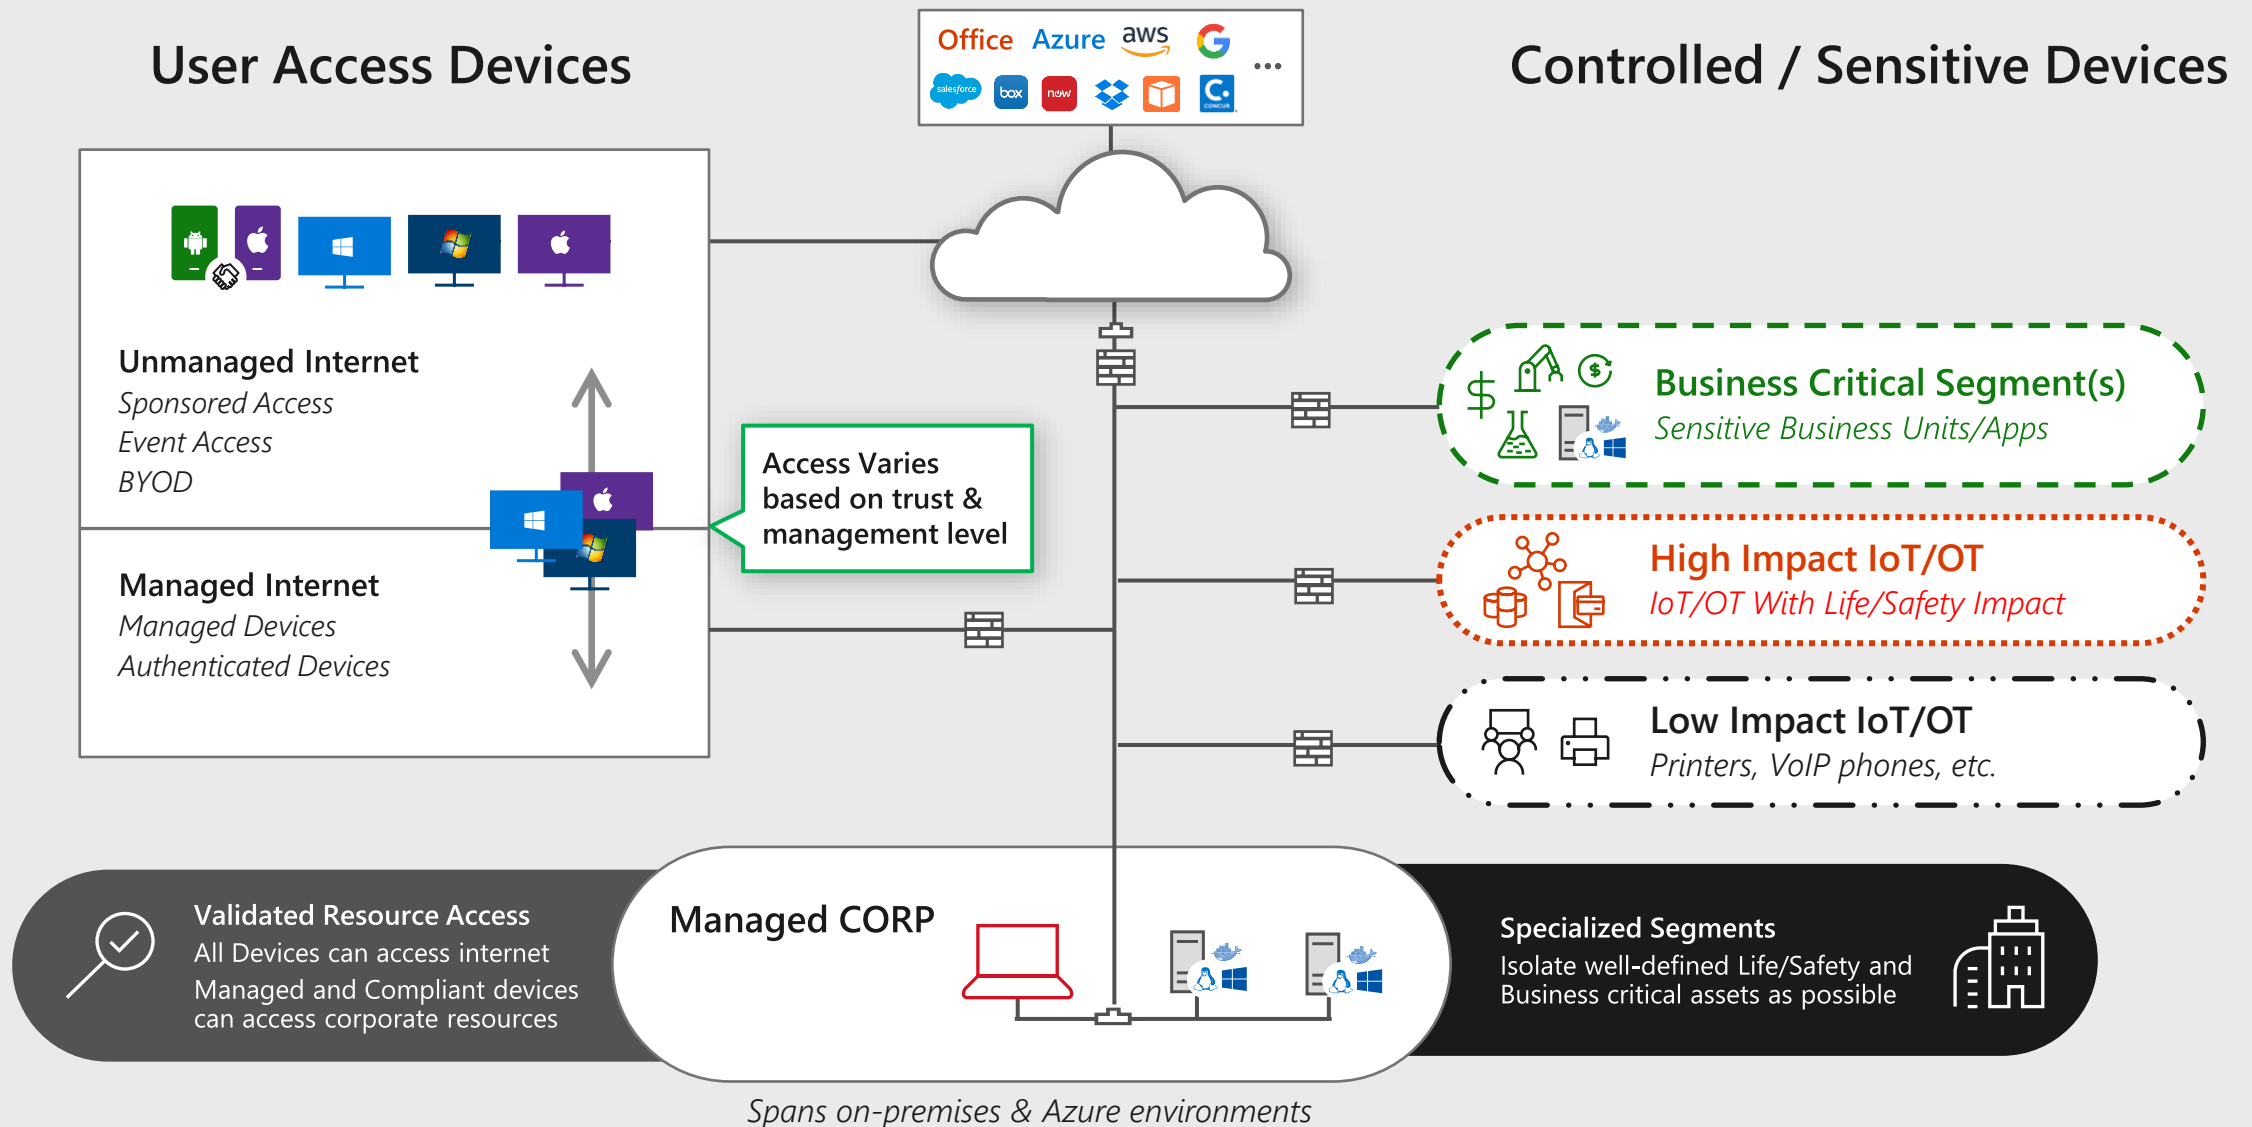 User Access Devices
Office Azure aws G ...
salesforce box now CONCUR
Controlled / Sensitive Devices
Unmanaged Internet
Sponsored Access
Event Access
BYOD
Access Varies
based on trust &
management level
Managed Internet
Managed Devices
Authenticated Devices
Business Critical Segment(s)
Sensitive Business Units/Apps
High Impact IoT/OT
IoT/OT With Life/Safety Impact
Low Impact IoT/OT
Printers, VoIP phones, etc.
Validated Resource Access
All Devices can access internet
Managed and Compliant devices
can access corporate resources
Managed CORP
Specialized Segments
Isolate well-defined Life/Safety and
Business critical assets as possible
Spans on-premises & Azure environments